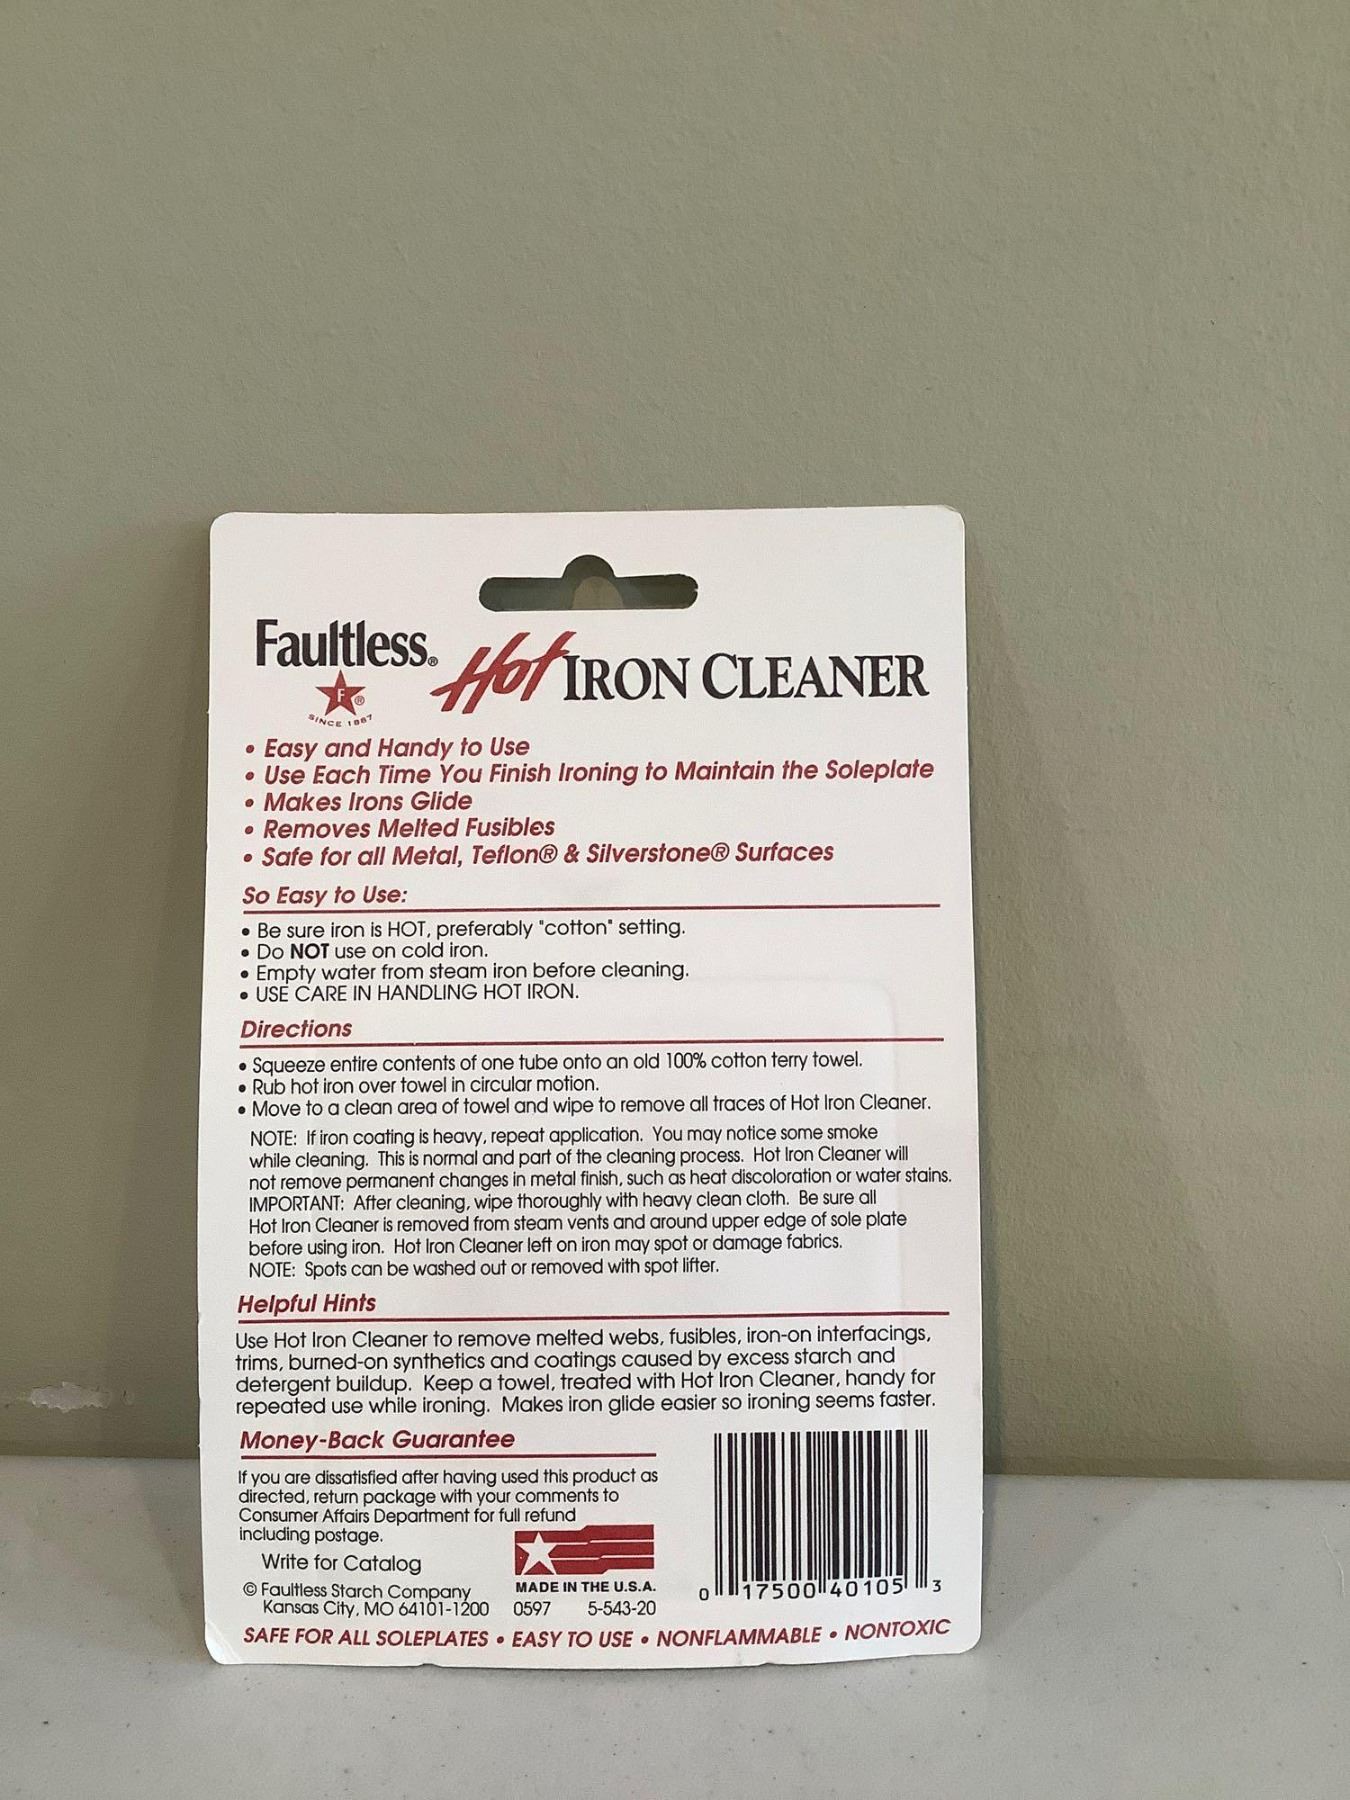 Faultless®
Hot IRON CLEANER
F ®
SINCE 1887
• Easy and Handy to Use
• Use Each Time You Finish Ironing to Maintain the Soleplate
• Makes Irons Glide
• Removes Melted Fusibles
• Safe for all Metal, Teflon® & Silverstone® Surfaces
So Easy to Use:
• Be sure iron is HOT, preferably "cotton" setting.
• Do NOT use on cold iron.
• Empty water from steam iron before cleaning.
• USE CARE IN HANDLING HOT IRON.
Directions
• Squeeze entire contents of one tube onto an old 100% cotton terry towel.
• Rub hot iron over towel in circular motion.
• Move to a clean area of towel and wipe to remove all traces of Hot Iron Cleaner.
NOTE: If iron coating is heavy, repeat application. You may notice some smoke
while cleaning. This is normal and part of the cleaning process. Hot Iron Cleaner will
not remove permanent changes in metal finish, such as heat discoloration or water stains.
IMPORTANT: After cleaning, wipe thoroughly with heavy clean cloth. Be sure all
Hot Iron Cleaner is removed from steam vents and around upper edge of sole plate
before using iron. Hot Iron Cleaner left on iron may spot or damage fabrics.
NOTE: Spots can be washed out or removed with spot lifter.
Helpful Hints
Use Hot Iron Cleaner to remove melted webs, fusibles, iron-on interfacings,
trims, burned-on synthetics and coatings caused by excess starch and
detergent buildup. Keep a towel, treated with Hot Iron Cleaner, handy for
repeated use while ironing. Makes iron glide easier so ironing seems faster.
Money-Back Guarantee
If you are dissatisfied after having used this product as
directed, return package with your comments to
Consumer Affairs Department for full refund
including postage.
Write for Catalog
© Faultless Starch Company
Kansas City, MO 64101-1200
MADE IN THE U.S.A.
0597 5-543-20
0 17500 40105 3
SAFE FOR ALL SOLEPLATES • EASY TO USE • NONFLAMMABLE • NONTOXIC